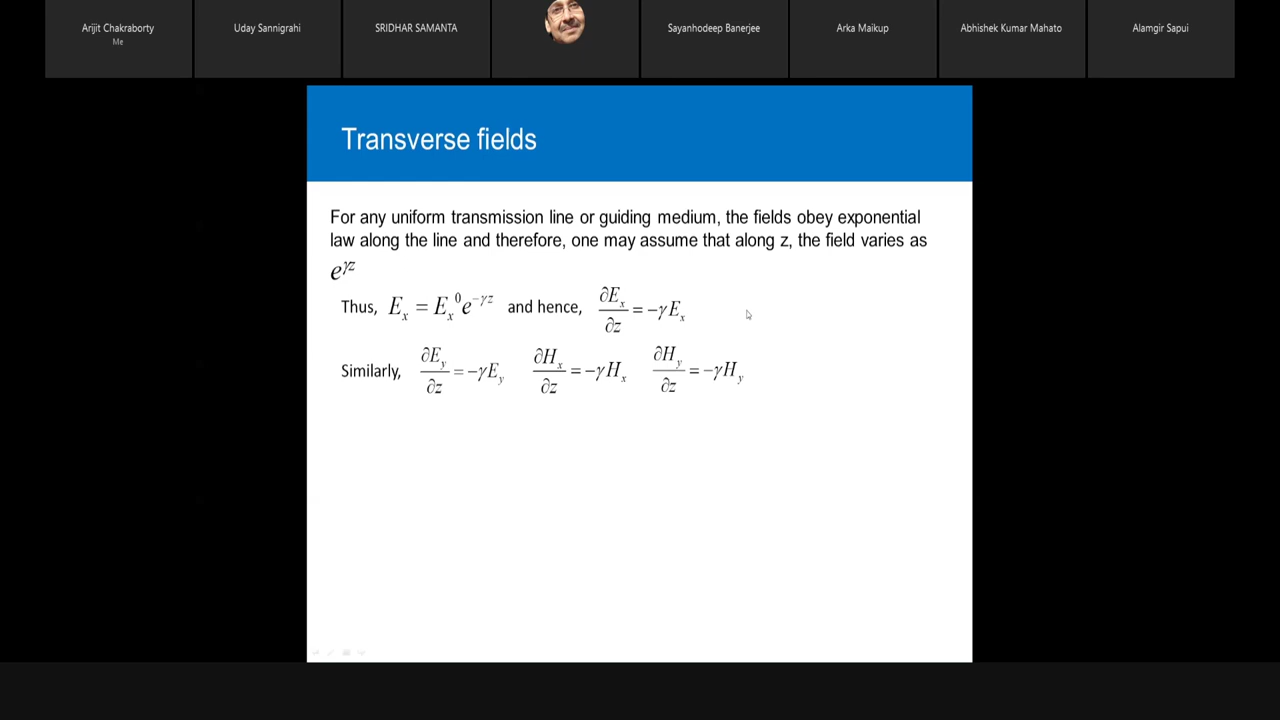 Arijit Chakraborty
Me
Uday Sannigrahi
SRIDHAR SAMANTA
Sayanhodeep Banerjee
Arka Maikup
Abhishek Kumar Mahato
Alamgir Sapui
Transverse fields
For any uniform transmission line or guiding medium, the fields obey exponential
law along the line and therefore, one may assume that along z, the field varies as
e^{γz}
Thus, E_x = E_x^0 e^{−γz} and hence, ∂E_x/∂z = −γE_x
Similarly, ∂E_y/∂z = −γE_y ∂H_x/∂z = −γH_x ∂H_y/∂z = −γH_y